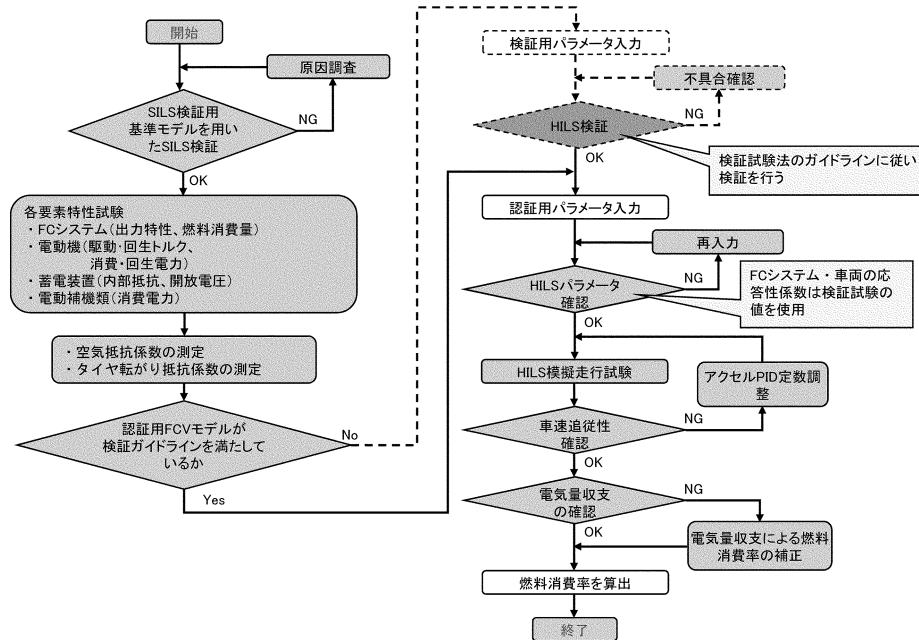 開始
原因調査
SILS検証用
基準モデルを用い
たSILS検証
NG
OK
各要素特性試験
・FCシステム(出力特性、燃料消費量)
・電動機(駆動・回生トルク、
消費・回生電力)
・蓄電装置(内部抵抗、開放電圧)
・電動補機類(消費電力)
・空気抵抗係数の測定
・タイヤ転がり抵抗係数の測定
認証用FCVモデルが
検証ガイドラインを満たして
いるか
No
Yes
検証用パラメータ入力
不具合確認
HILS検証
NG
OK
検証試験法のガイドラインに従い
検証を行う
認証用パラメータ入力
再入力
HILSパラメータ
確認
NG
OK
FCシステム・車両の応
答性係数は検証試験の
値を使用
HILS模擬走行試験
アクセルPID定数調
整
車速追従性
確認
NG
OK
電気量収支
の確認
NG
OK
電気量収支による燃料
消費率の補正
燃料消費率を算出
終了